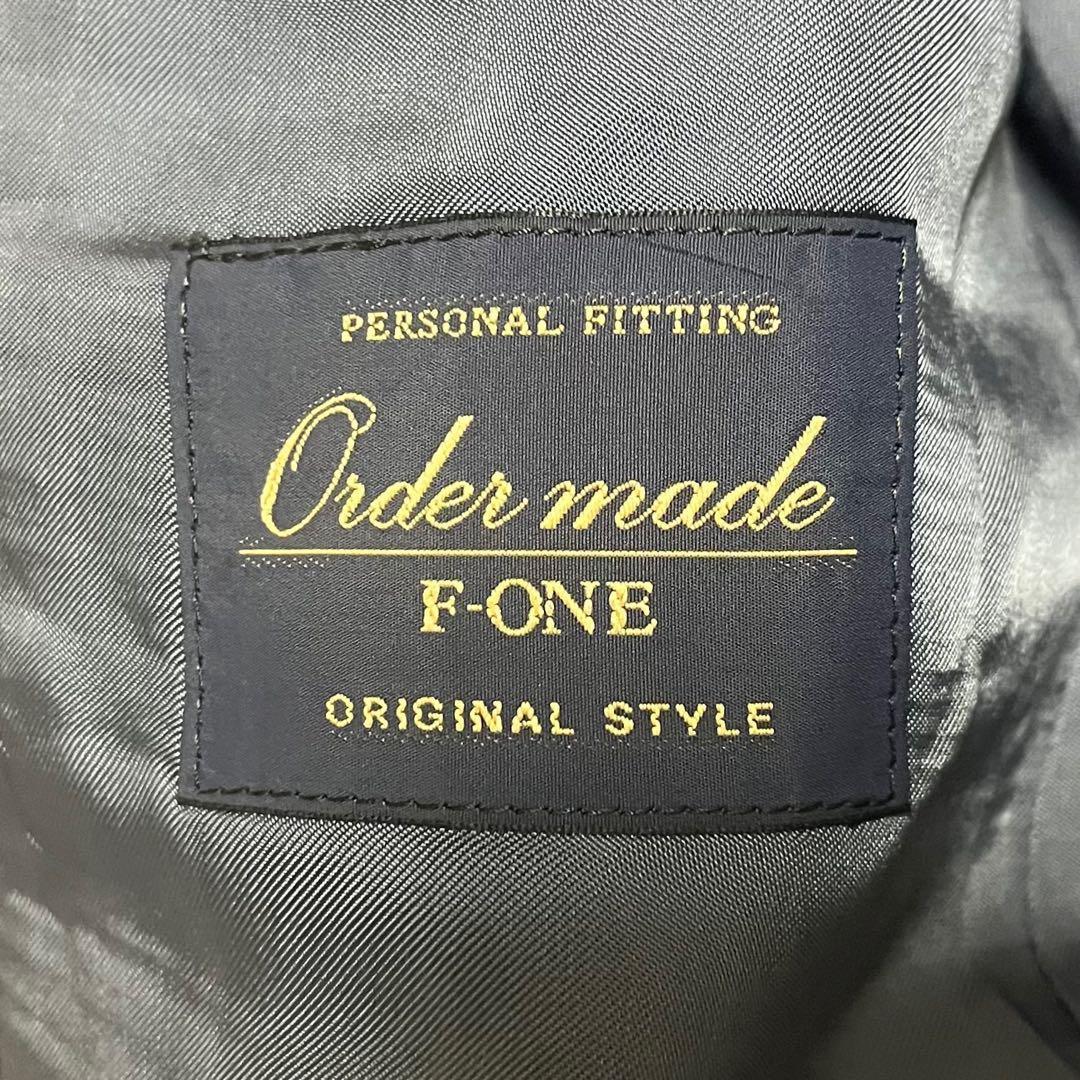 PERSONAL FITTING
Order made
F-ONE
ORIGINAL STYLE